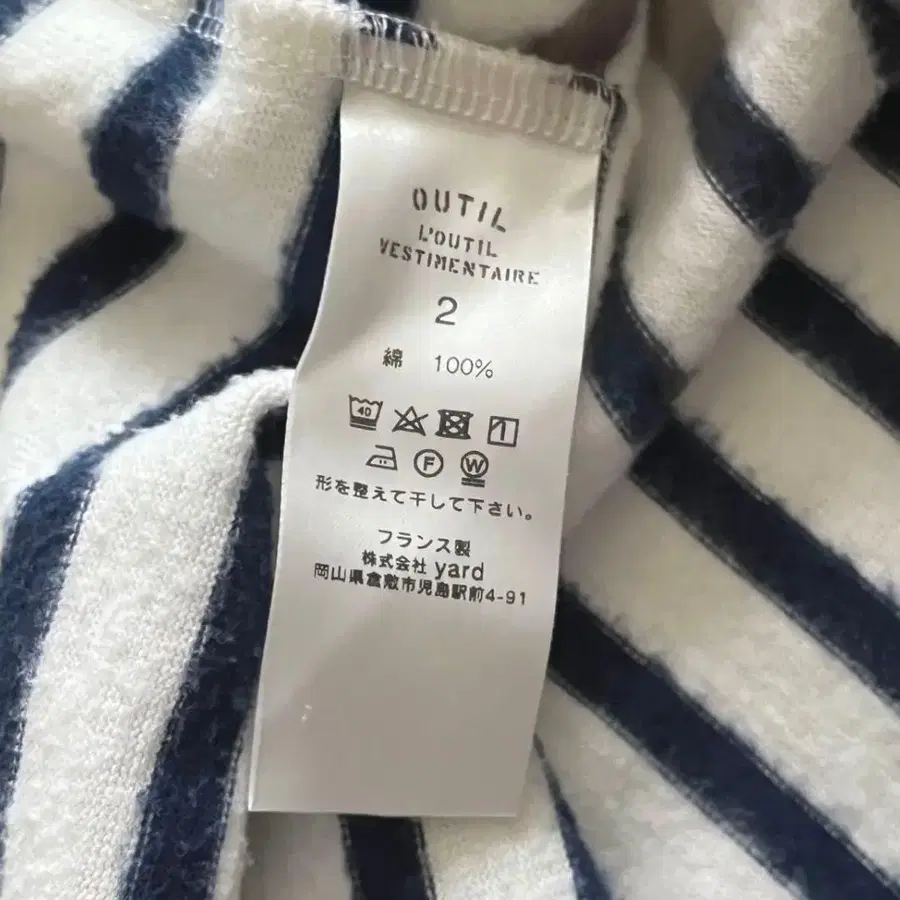 OUTIL
L'OUTIL
VESTIMENTAIRE
2
綿 100%
40
F W
形を整えて干して下さい。
フランス製
株式会社 yard
岡山県倉敷市児島駅前4-91